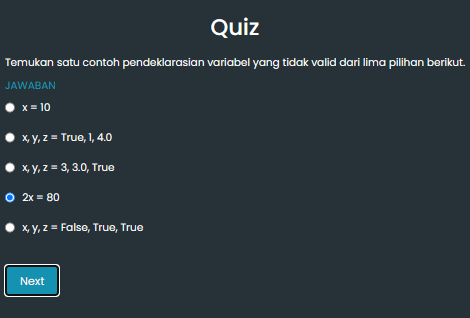 Quiz
Temukan satu contoh pendeklarasian variabel yang tidak valid dari lima pilihan berikut.
JAWABAN
x = 10
x, y, z = True, 1, 4.0
x, y, z = 3, 3.0, True
2x = 80
x, y, z = False, True, True
Next